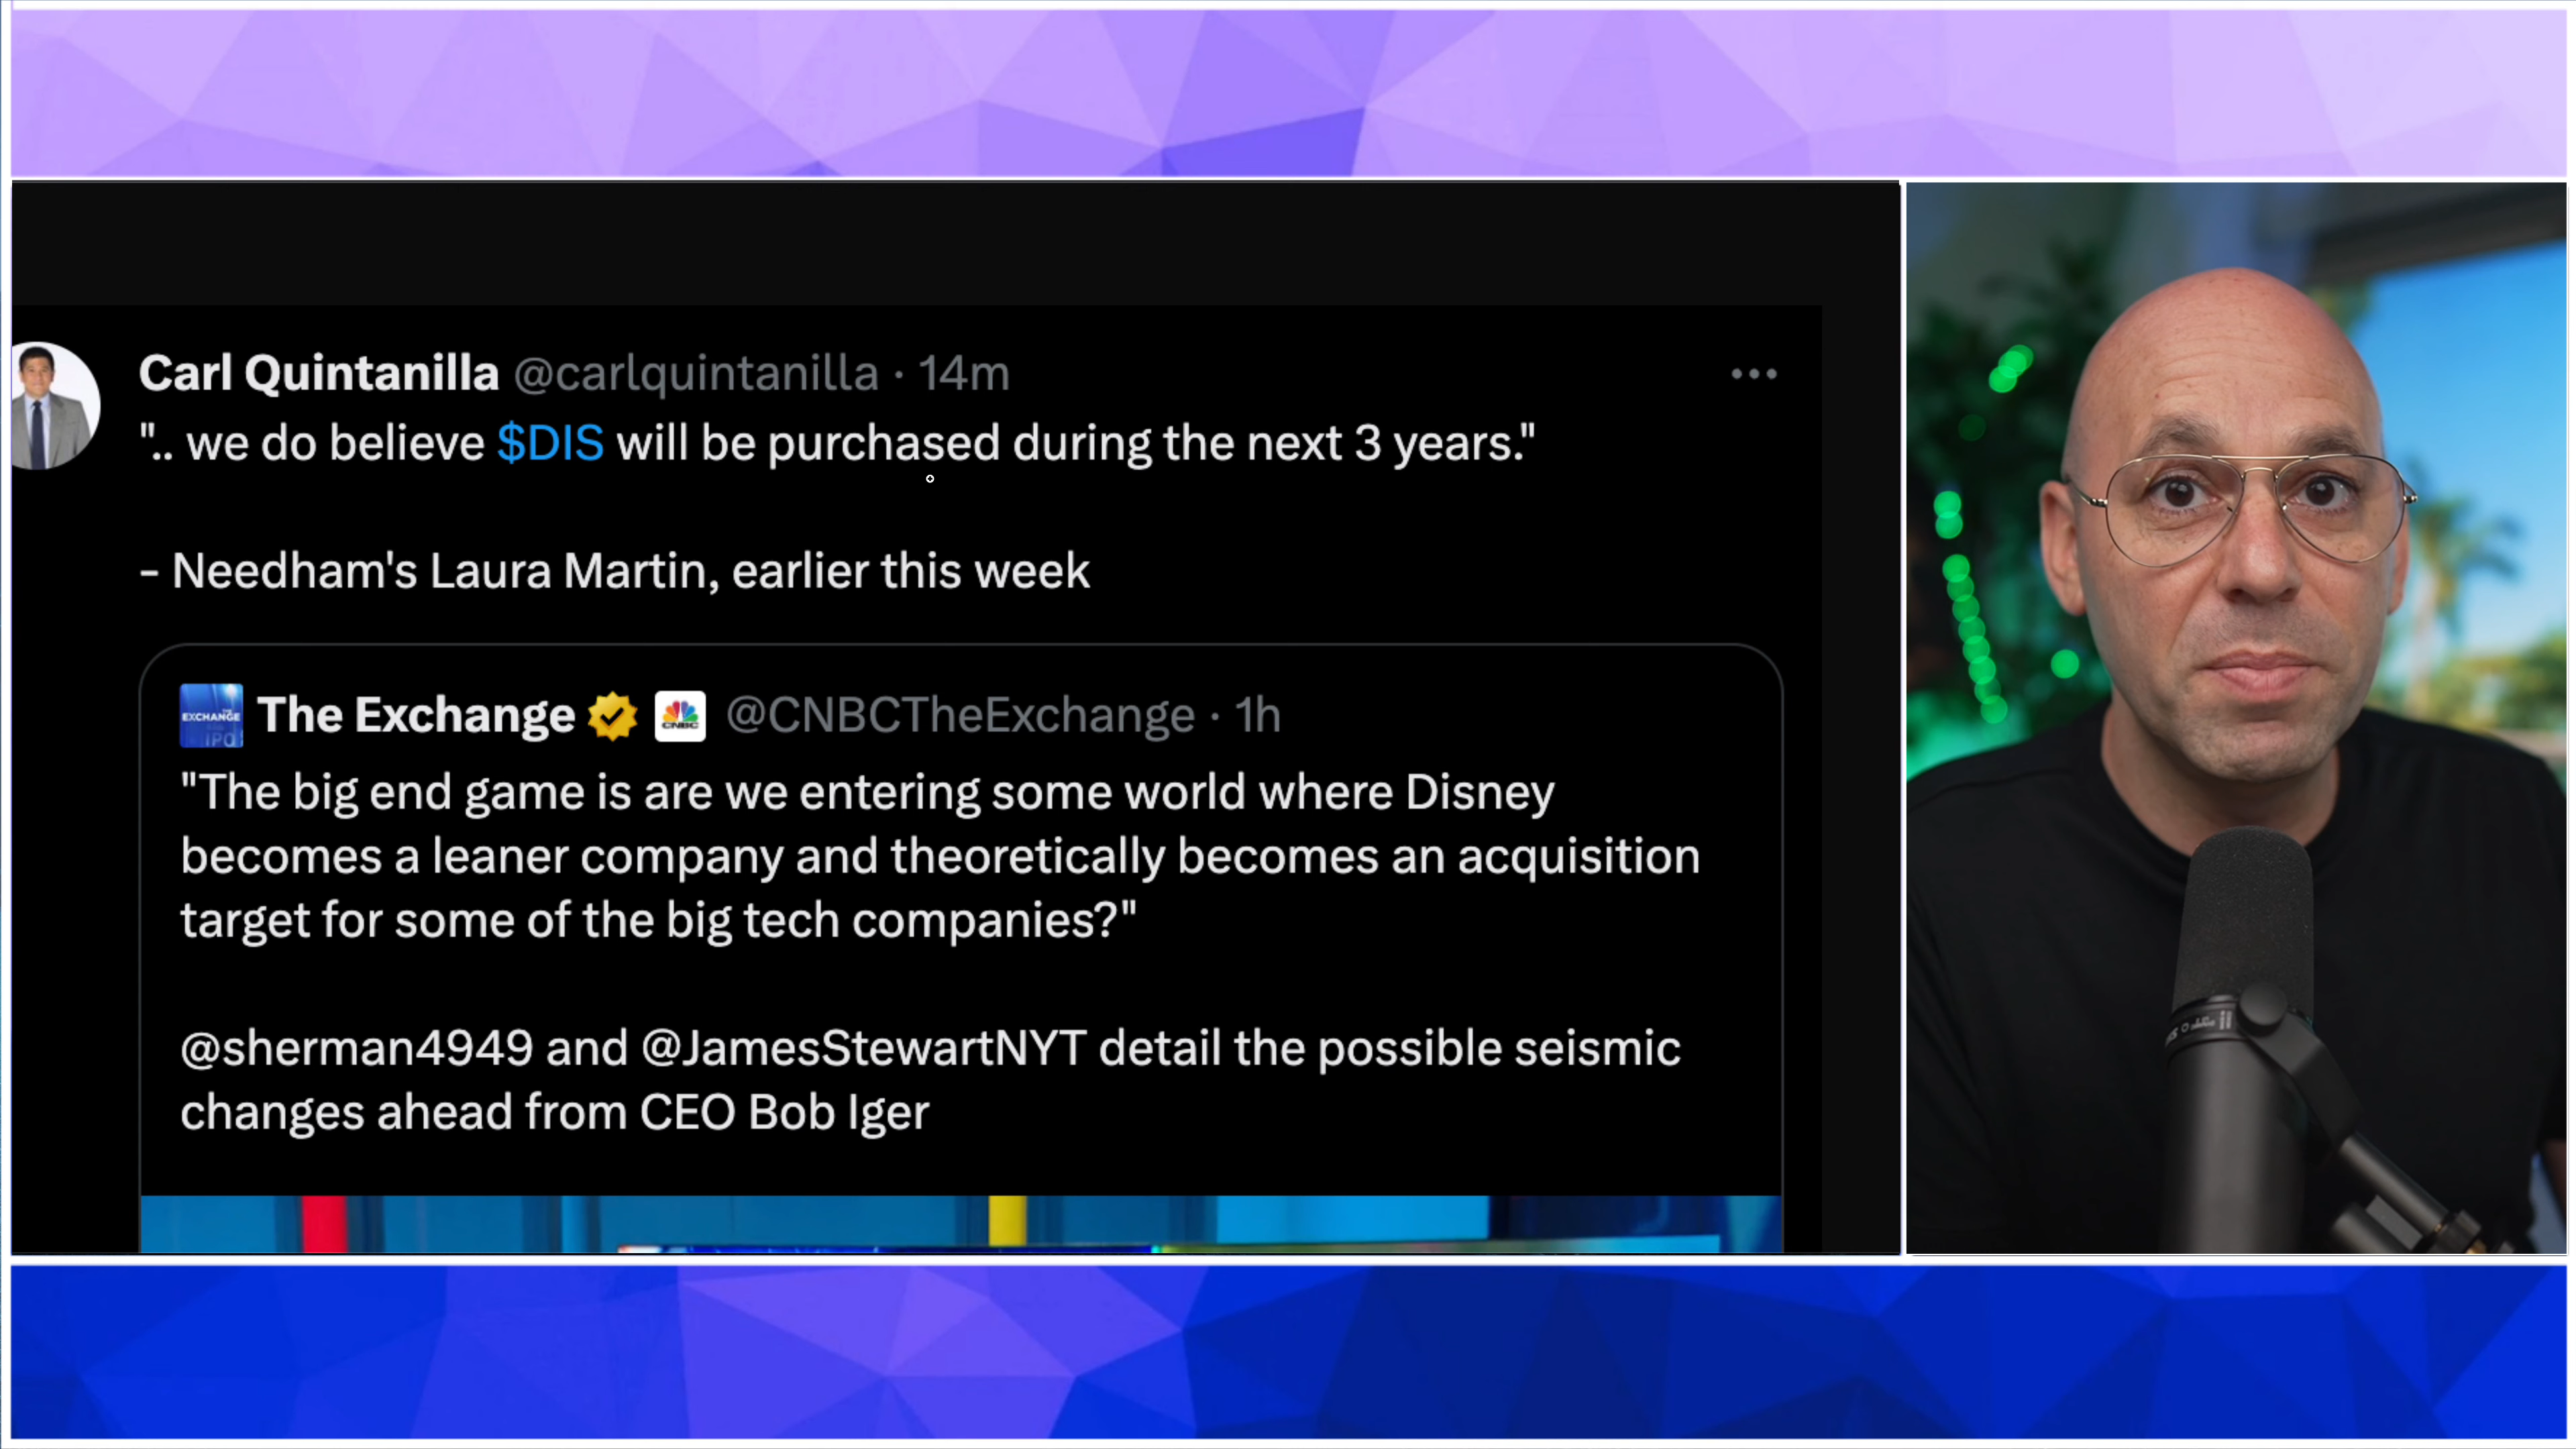 Carl Quintanilla @carlquintanilla · 14m
".. we do believe $DIS will be purchased during the next 3 years."
- Needham's Laura Martin, earlier this week
EXCHANGE
IPO
The Exchange CNBC @CNBCTheExchange · 1h
"The big end game is are we entering some world where Disney
becomes a leaner company and theoretically becomes an acquisition
target for some of the big tech companies?"
@sherman4949 and @JamesStewartNYT detail the possible seismic
changes ahead from CEO Bob Iger